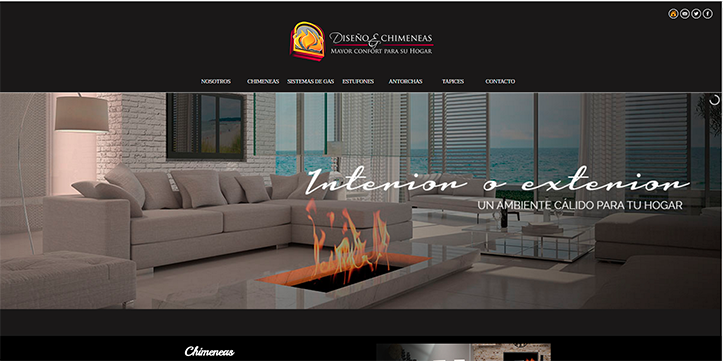 DISEÑO & CHIMENEAS
MAYOR CONFORT PARA SU HOGAR
NOSOTROS CHIMENEAS SISTEMAS DE GAS ESTUFONES ANTORCHAS TAPICES CONTACTO
Interior o exterior
UN AMBIENTE CÁLIDO PARA TU HOGAR
Chimeneas